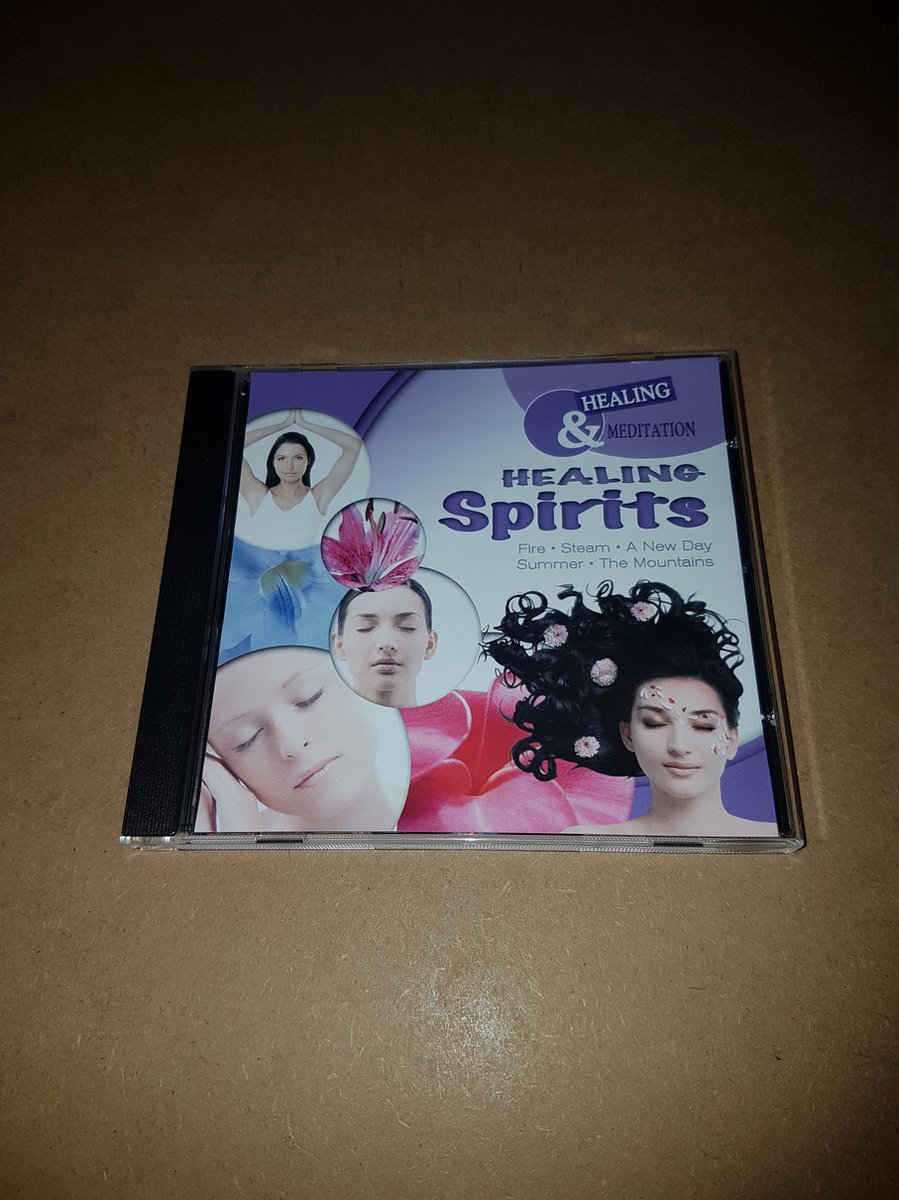 HEALING
& MEDITATION
HEALING
Spirits
Fire • Steam • A New Day
Summer • The Mountains